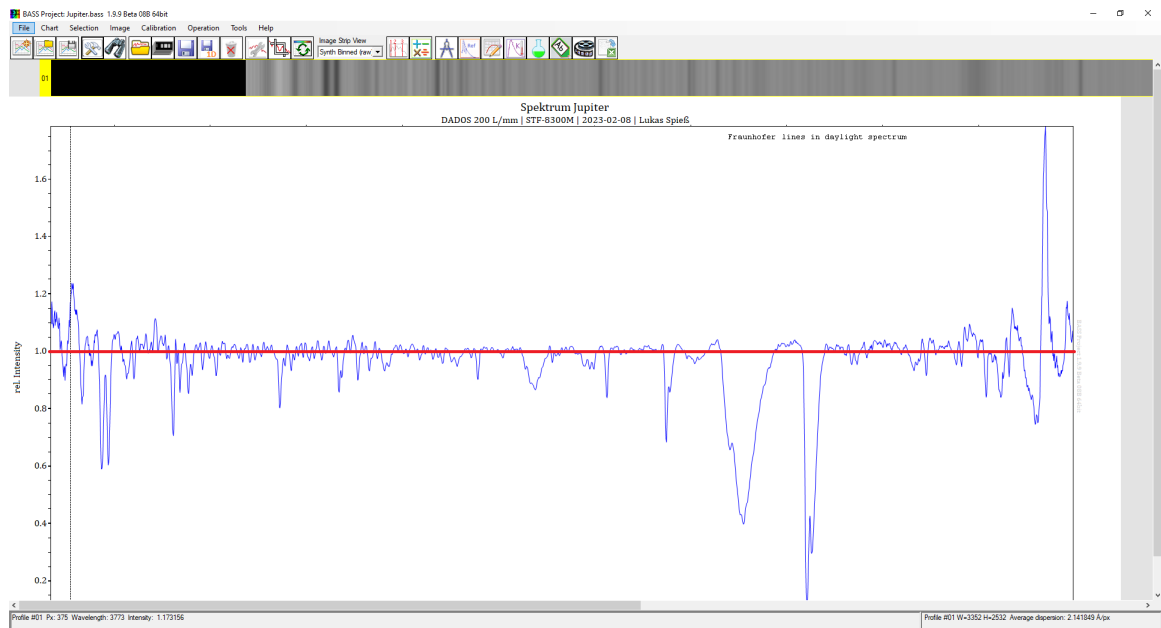 BASS Project: Jupiter.bass 1.9.9 Beta 08B 64bit
File Chart Selection Image Calibration Operation Tools Help
Image Strip View
Synth Binned (raw
01
Spektrum Jupiter
DADOS 200 L/mm | STF-8300M | 2023-02-08 | Lukas Spieß
Fraunhofer lines in daylight spectrum
1.6
1.4
1.2
1.0
0.8
0.6
0.4
0.2
rel. Intensity
Profile #01 Px: 375 Wavelength: 3773 Intensity: 1.173156
Profile #01 W=3352 H=2532 Average dispersion: 2.141849 Å/px